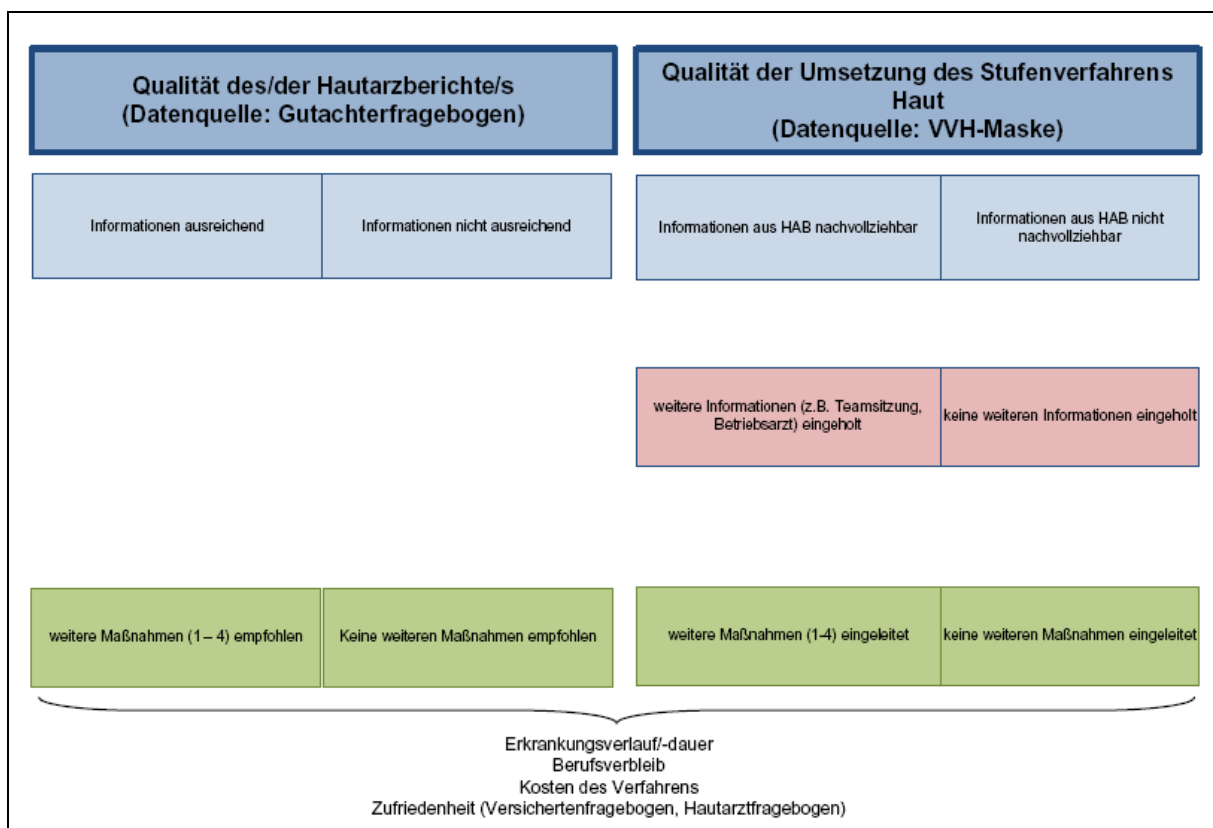 Qualität des/der Hautarzberichte/s
(Datenquelle: Gutachterfragebogen)
Qualität der Umsetzung des Stufenverfahrens
Haut
(Datenquelle: VVH-Maske)
Informationen ausreichend
Informationen nicht ausreichend
Informationen aus HAB nachvollziehbar
Informationen aus HAB nicht
nachvollziehbar
weitere Informationen (z.B. Teamsitzung,
Betriebsarzt) eingeholt
keine weiteren Informationen eingeholt
weitere Maßnahmen (1 – 4) empfohlen
Keine weiteren Maßnahmen empfohlen
weitere Maßnahmen (1-4) eingeleitet
keine weiteren Maßnahmen eingeleitet
Erkrankungsverlauf/-dauer
Berufsverbleib
Kosten des Verfahrens
Zufriedenheit (Versichertenfragebogen, Hautarztfragebogen)